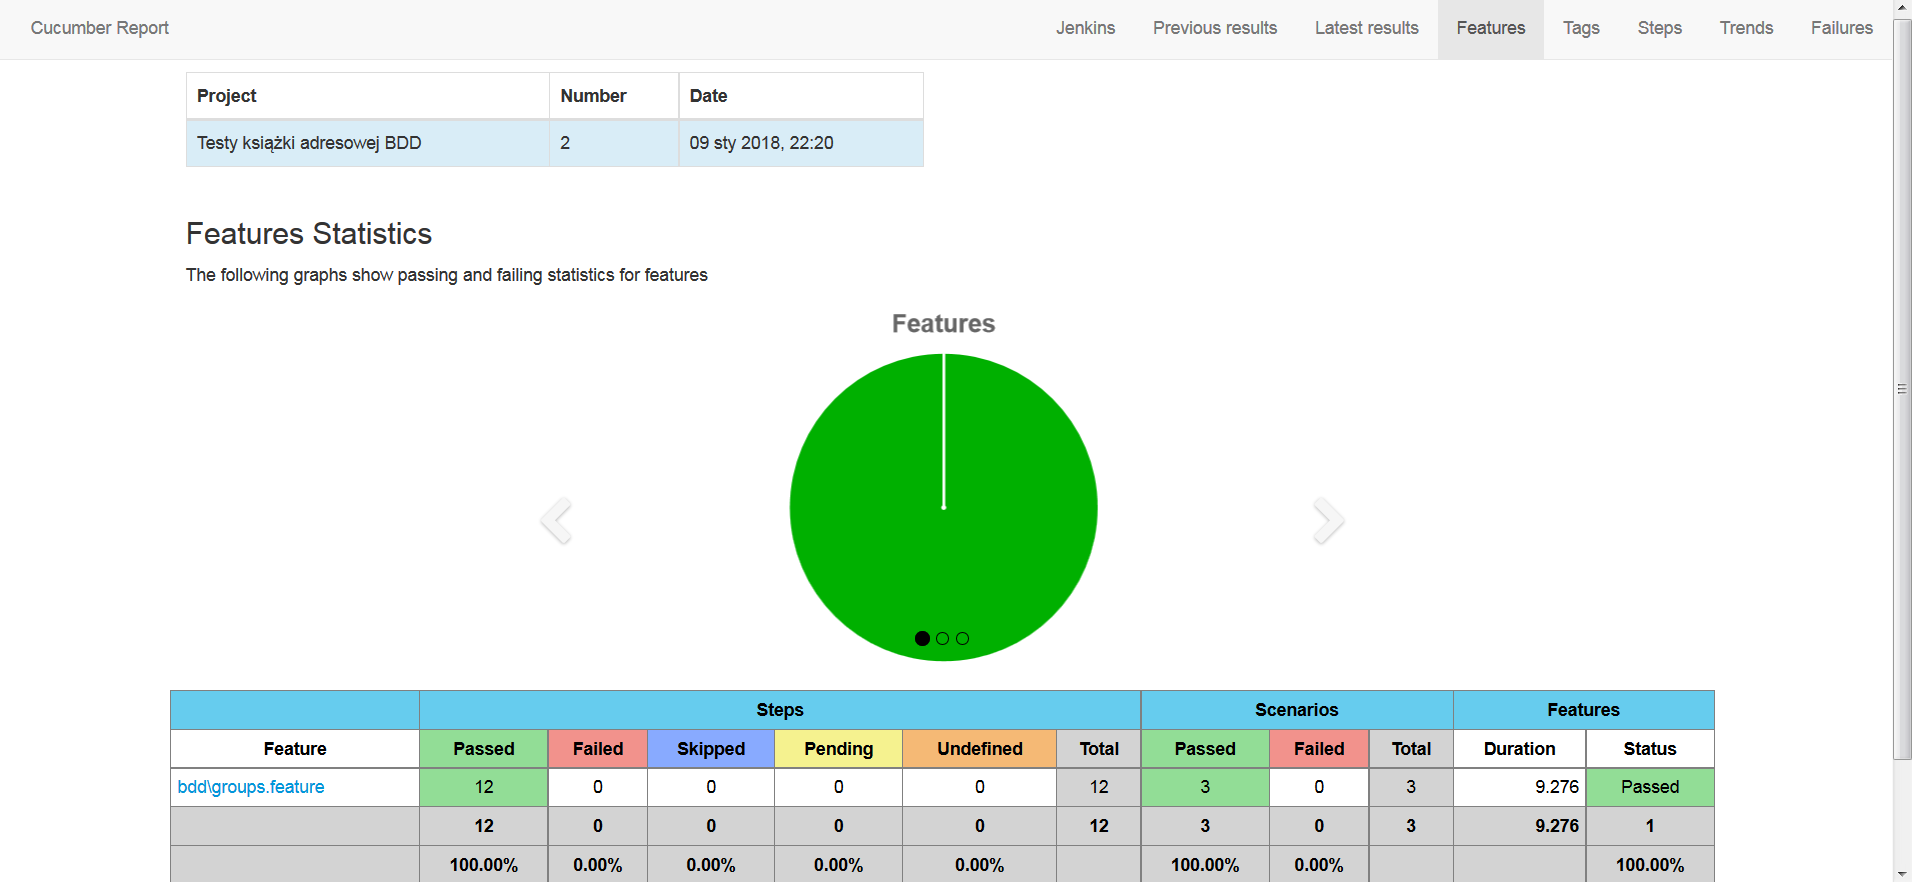 Cucumber Report Jenkins Previous results Latest results Features Tags Steps Trends Failures
Project Number Date
Testy książki adresowej BDD 2 09 sty 2018, 22:20
Features Statistics
The following graphs show passing and failing statistics for features
Features
Steps Scenarios Features
Feature Passed Failed Skipped Pending Undefined Total Passed Failed Total Duration Status
bdd\groups.feature 12 0 0 0 0 12 3 0 3 9.276 Passed
12 0 0 0 0 12 3 0 3 9.276 1
100.00% 0.00% 0.00% 0.00% 0.00% 100.00% 0.00% 100.00%